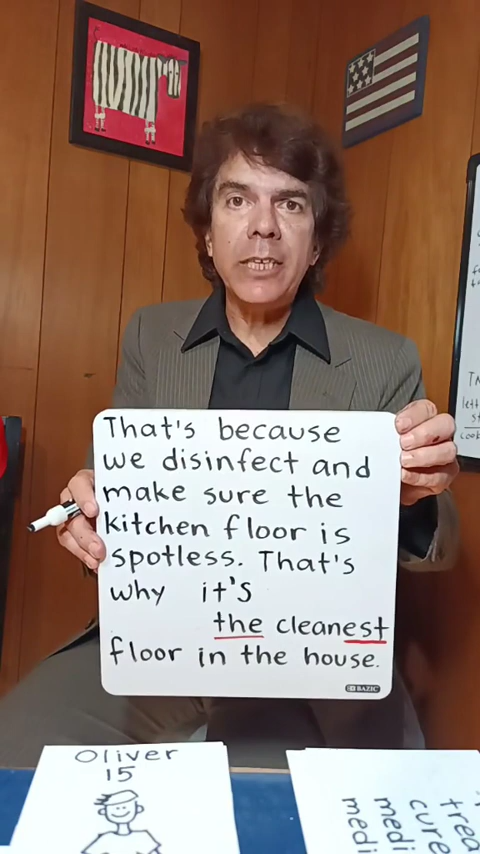 That's because
we disinfect and
make sure the
kitchen floor is
spotless. That's
why it's
the cleanest
floor in the house.
BAZIC
Oliver
15
trea
cure
medi
medi